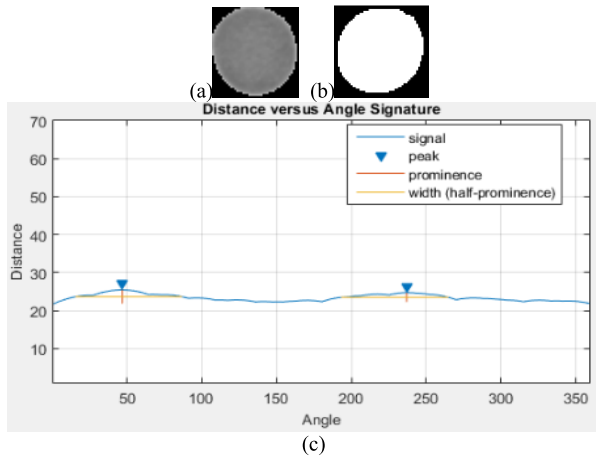 (a) (b)
Distance versus Angle Signature
70
60
50
40
30
20
10
Distance
signal
peak
prominence
width (half-prominence)
50 100 150 200 250 300 350
Angle
(c)